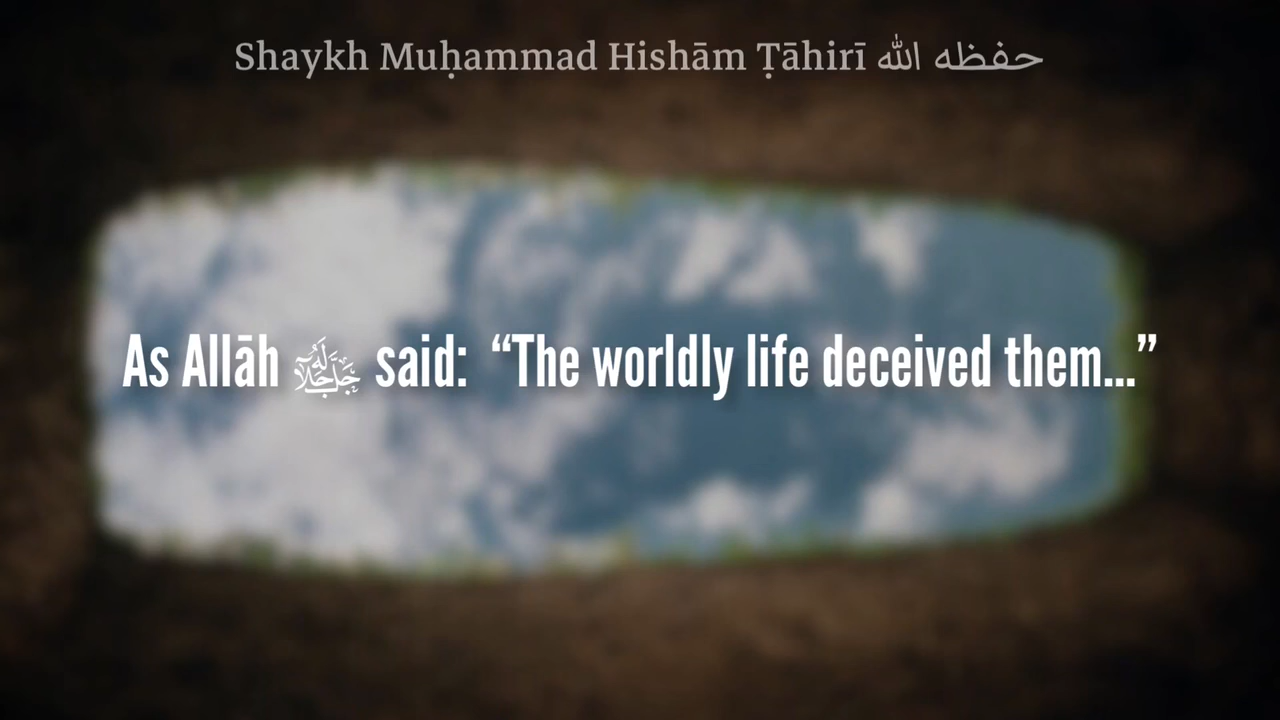 Shaykh Muḥammad Hishām Ṭāhirī حفظه الله
As Allāh ﷻ said: “The worldly life deceived them...”